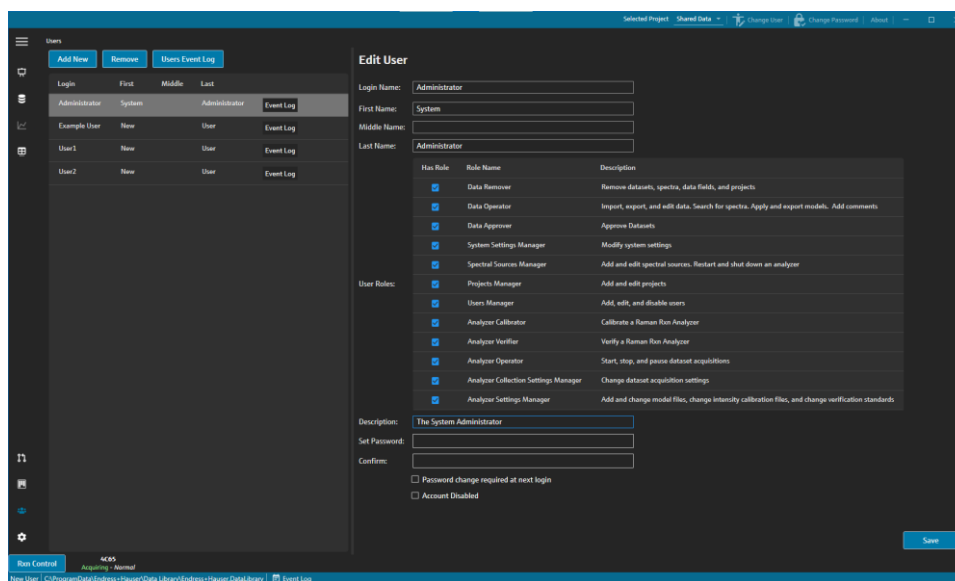 Selected Project Shared Data Change User Change Password About
Users
Add New Remove Users Event Log
Login First Middle Last
Administrator System Administrator Event Log
Example User New User Event Log
User1 New User Event Log
User2 New User Event Log
Edit User
Login Name: Administrator
First Name: System
Middle Name:
Last Name: Administrator
Has Role Role Name Description
Data Remover Remove datasets, spectra, data fields, and projects
Data Operator Import, export, and edit data. Search for spectra. Apply and export models. Add comments
Data Approver Approve Datasets
System Settings Manager Modify system settings
Spectral Sources Manager Add and edit spectral sources. Restart and shut down an analyzer
User Roles: Projects Manager Add and edit projects
Users Manager Add, edit, and disable users
Analyzer Calibrator Calibrate a Raman Rxn Analyzer
Analyzer Verifier Verify a Raman Rxn Analyzer
Analyzer Operator Start, stop, and pause dataset acquisitions
Analyzer Collection Settings Manager Change dataset acquisition settings
Analyzer Settings Manager Add and change model files, change intensity calibration files, and change verification standards
Description: The System Administrator
Set Password:
Confirm:
Password change required at next login
Account Disabled
Save
Rxn Control
4C65
Acquiring - Normal
New User C:\ProgramData\Endress+Hauser\Data Library\Endress+Hauser.DataLibrary Event Log